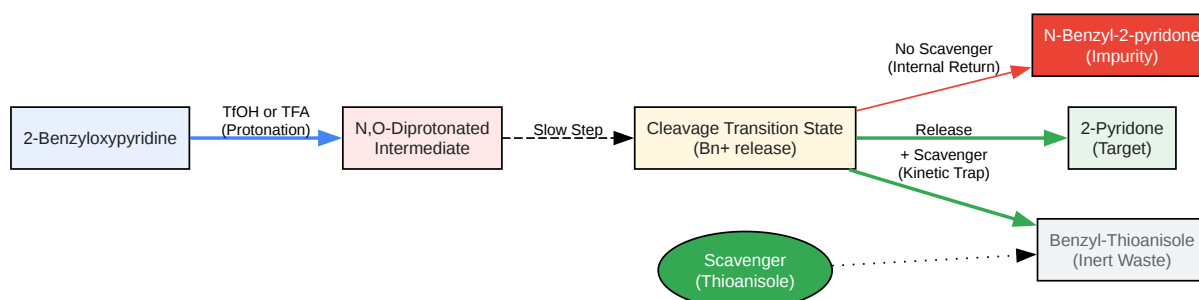 N-Benzyl-2-pyridone
(Impurity)
No Scavenger
(Internal Return)
2-Benzyloxypyridine
TfOH or TFA
(Protonation)
N,O-Diprotonated
Intermediate
Slow Step
Cleavage Transition State
(Bn+ release)
Release
2-Pyridone
(Target)
+ Scavenger
(Kinetic Trap)
Scavenger
(Thioanisole)
Benzyl-Thioanisole
(Inert Waste)